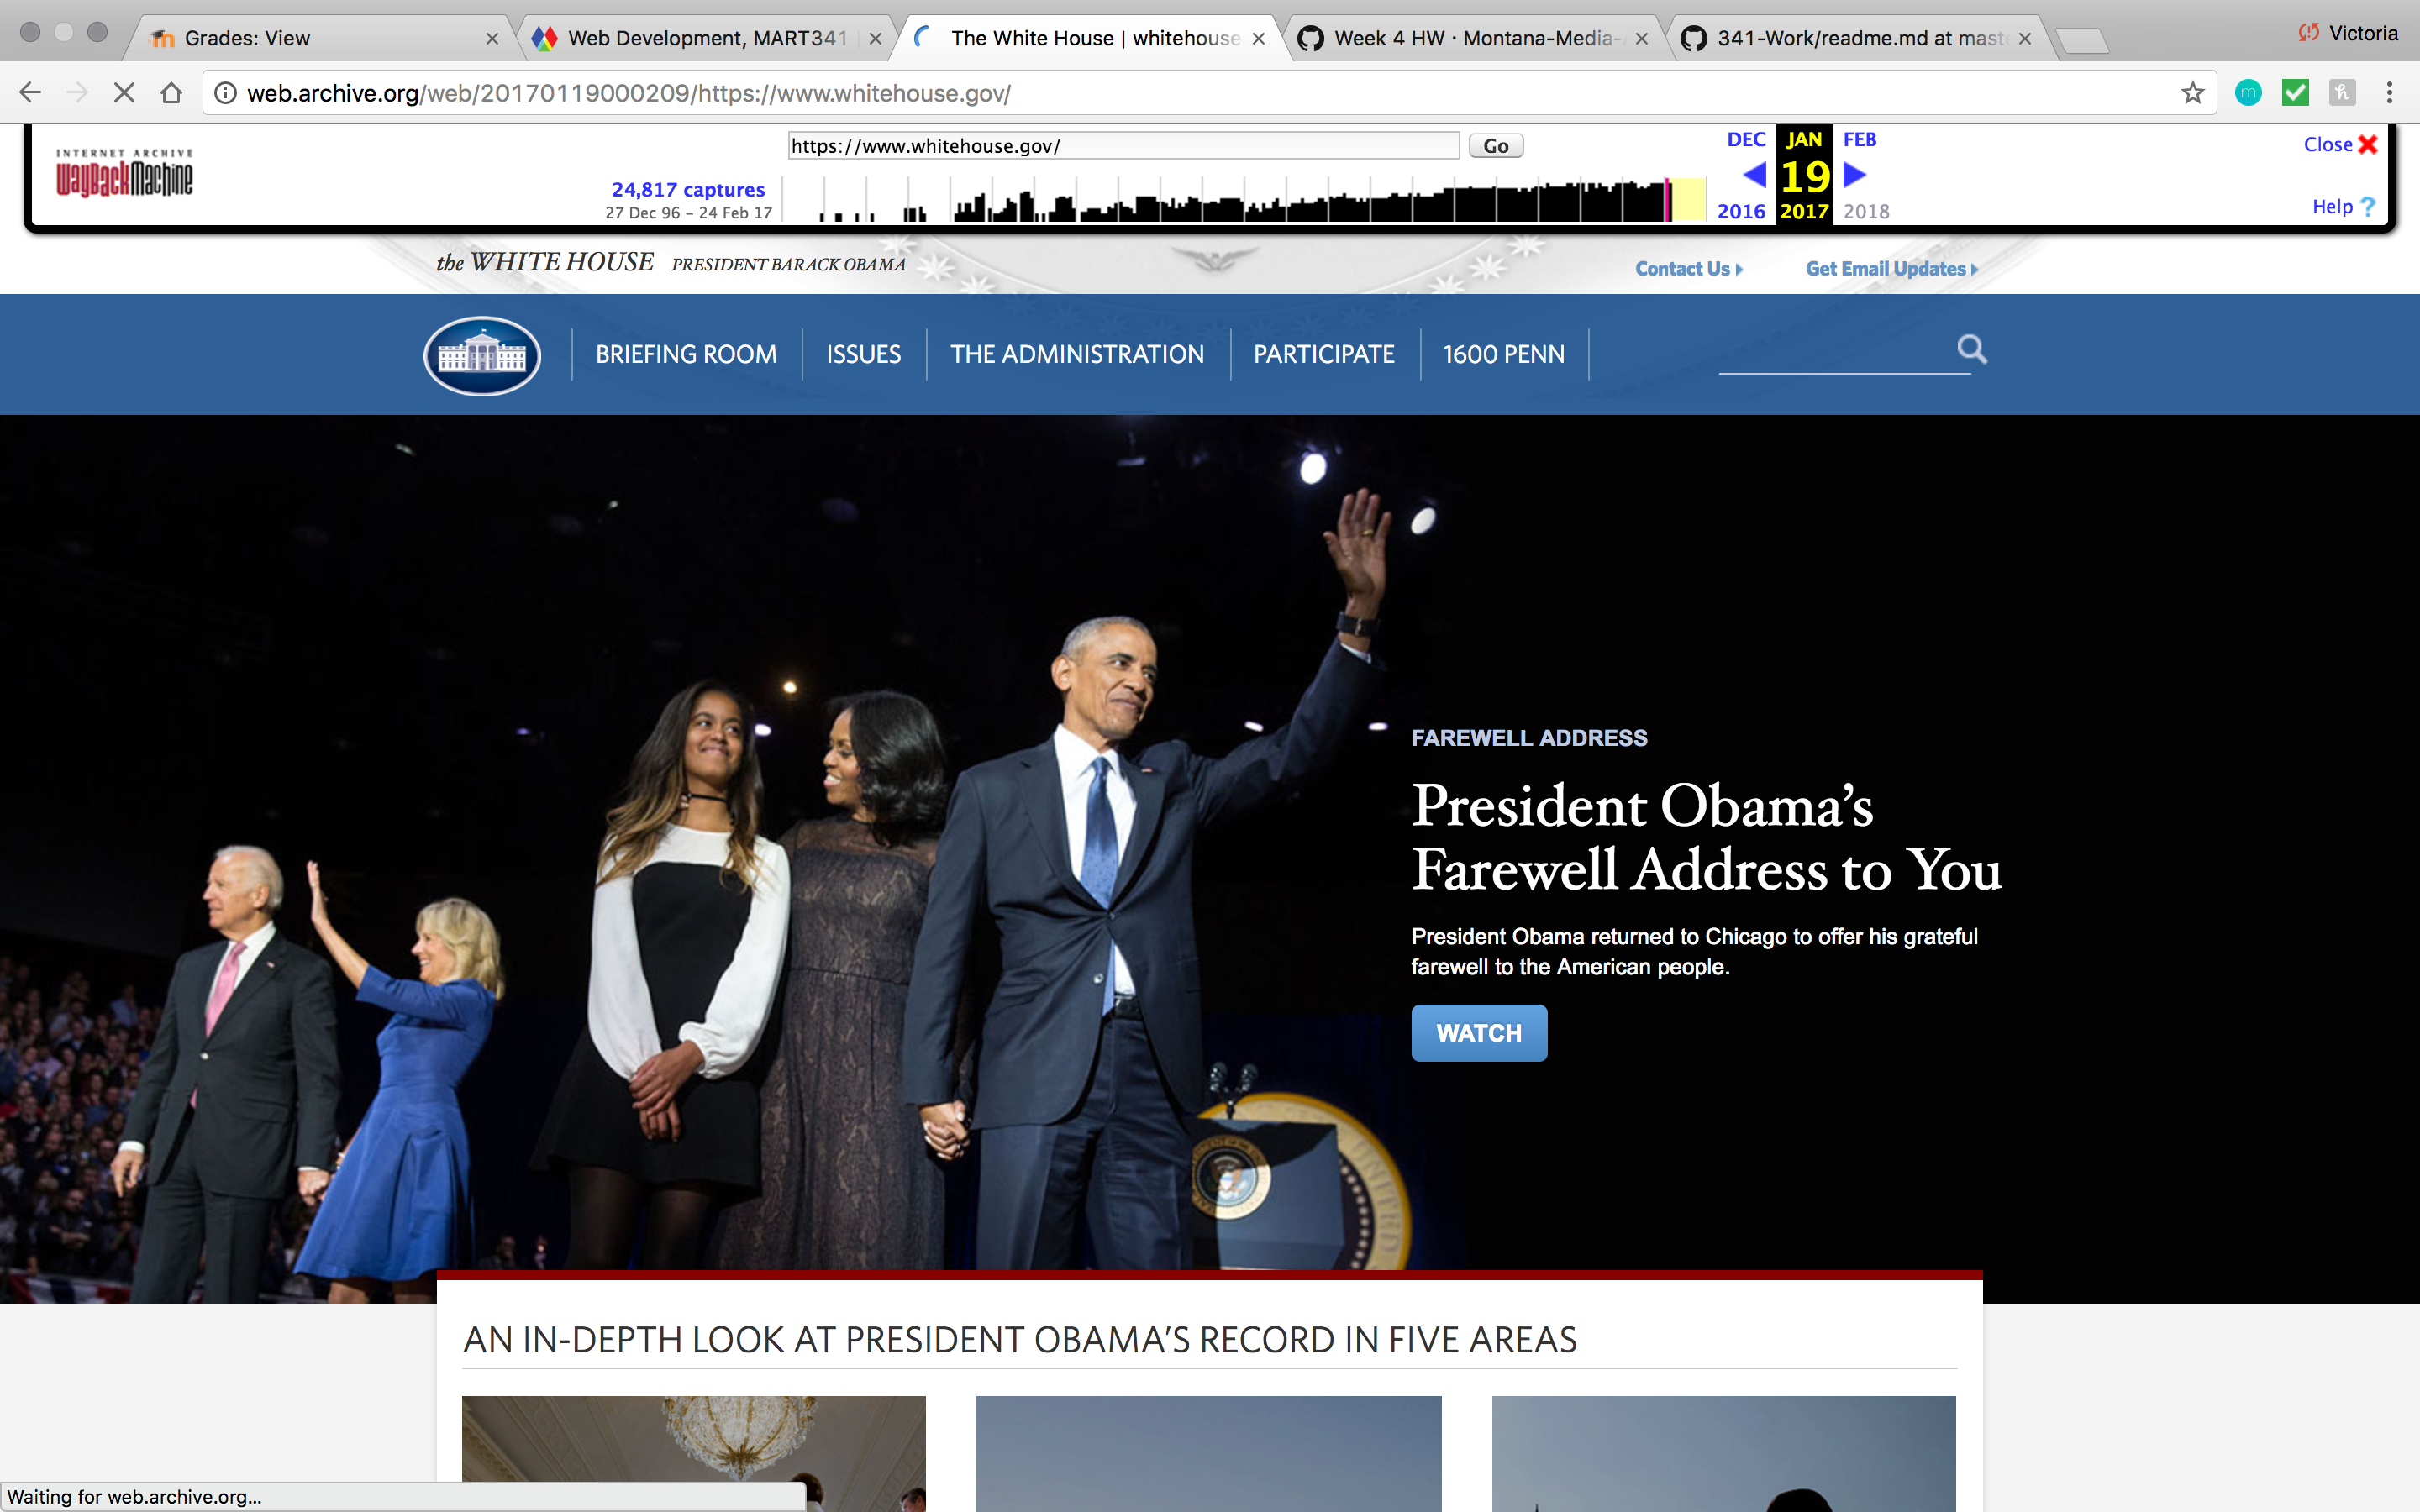 Grades: View
Web Development, MART341
The White House | whitehouse
Week 4 HW · Montana-Media-
341-Work/readme.md at mast
Victoria
web.archive.org/web/20170119000209/https://www.whitehouse.gov/
INTERNET ARCHIVE
WayBackMachine
https://www.whitehouse.gov/
Go
DEC JAN FEB
Close
24,817 captures
27 Dec 96 – 24 Feb 17
19
2016 2017 2018
Help ?
the WHITE HOUSE PRESIDENT BARACK OBAMA
Contact Us
Get Email Updates
BRIEFING ROOM
ISSUES
THE ADMINISTRATION
PARTICIPATE
1600 PENN
FAREWELL ADDRESS
President Obama’s
Farewell Address to You
President Obama returned to Chicago to offer his grateful
farewell to the American people.
WATCH
AN IN-DEPTH LOOK AT PRESIDENT OBAMA’S RECORD IN FIVE AREAS
Waiting for web.archive.org...